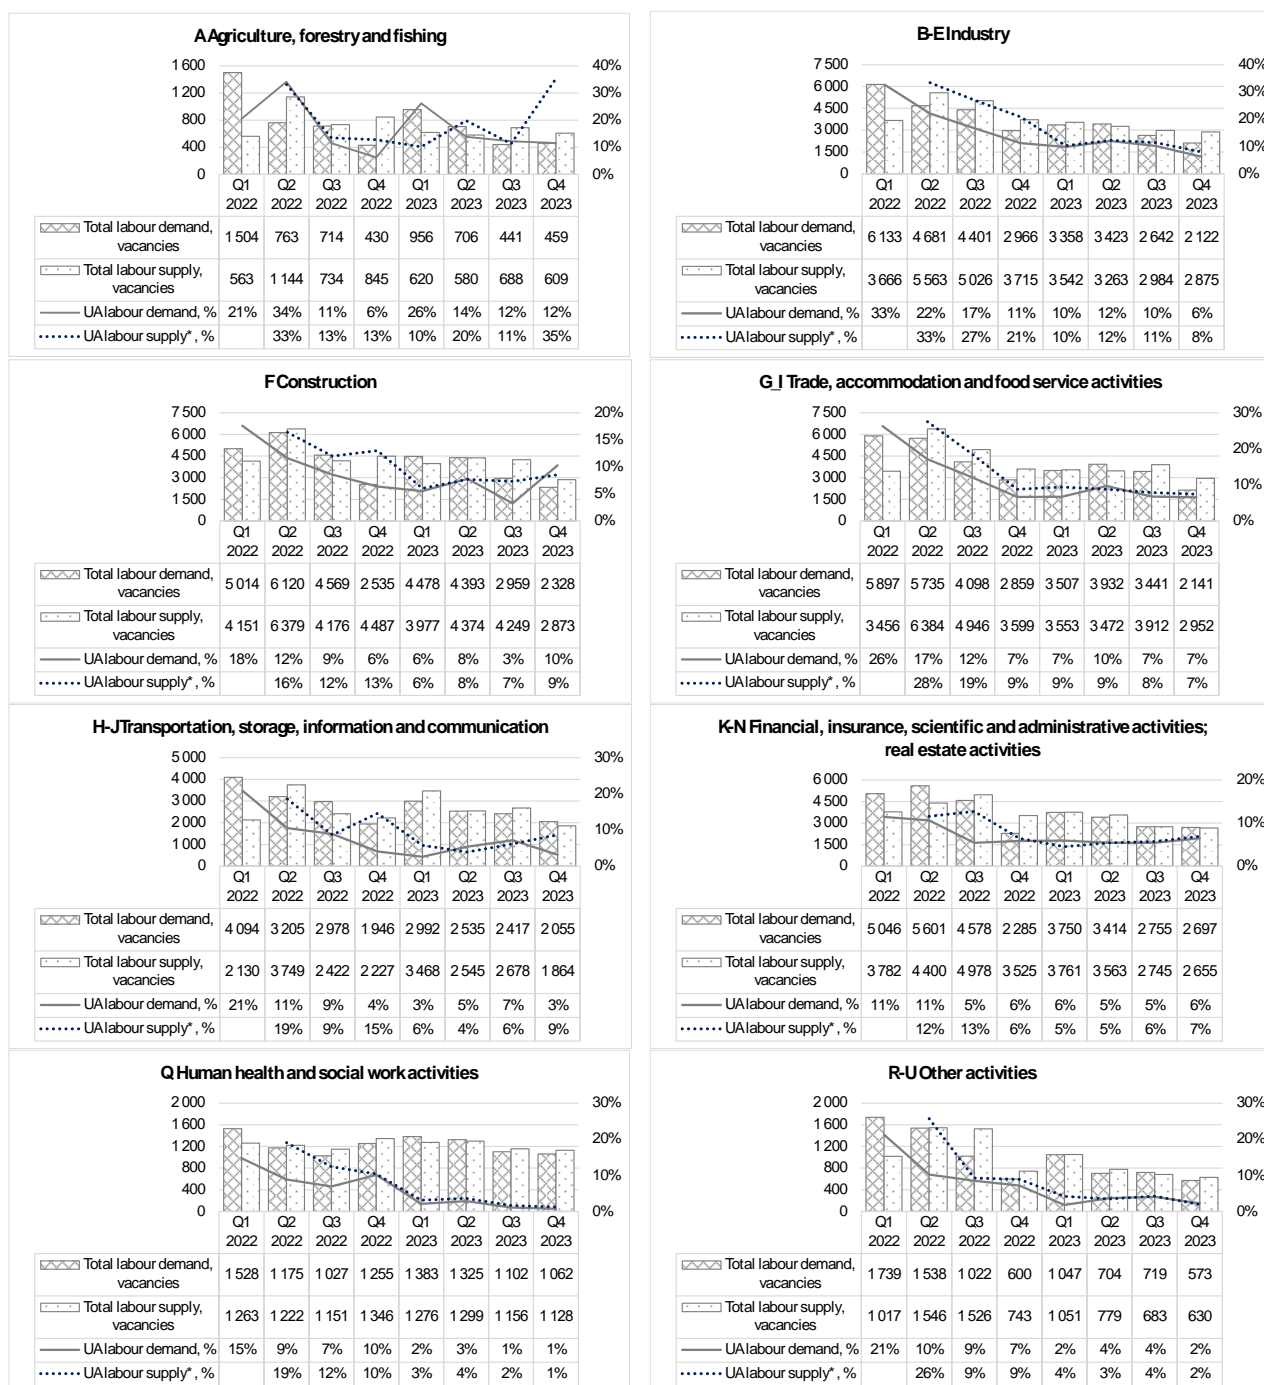 A Agriculture, forestry and fishing
1 600 40%
1200 30%
800 20%
400 10%
0 0%
Q1 Q2 Q3 Q4 Q1 Q2 Q3 Q4
2022 2022 2022 2022 2023 2023 2023 2023
Total labour demand, vacancies 1 504 763 714 430 956 706 441 459
Total labour supply, vacancies 563 1 144 734 845 620 580 688 609
UA labour demand, % 21% 34% 11% 6% 26% 14% 12% 12%
UA labour supply* , % 33% 13% 13% 10% 20% 11% 35%
B-E Industry
7 500 40%
6 000 30%
4 500 20%
3 000 10%
1 500 0%
0
Q1 Q2 Q3 Q4 Q1 Q2 Q3 Q4
2022 2022 2022 2022 2023 2023 2023 2023
Total labour demand, vacancies 6 133 4 681 4 401 2 966 3 358 3 423 2 642 2 122
Total labour supply, vacancies 3 666 5 563 5 026 3 715 3 542 3 263 2 984 2 875
UA labour demand, % 33% 22% 17% 11% 10% 12% 10% 6%
UA labour supply* , % 33% 27% 21% 10% 12% 11% 8%
F Construction
7 500 20%
6 000 15%
4 500 10%
3 000 5%
1 500 0%
0
Q1 Q2 Q3 Q4 Q1 Q2 Q3 Q4
2022 2022 2022 2022 2023 2023 2023 2023
Total labour demand, vacancies 5 014 6 120 4 569 2 535 4 478 4 393 2 959 2 328
Total labour supply, vacancies 4 151 6 379 4 176 4 487 3 977 4 374 4 249 2 873
UA labour demand, % 18% 12% 9% 6% 6% 8% 3% 10%
UA labour supply* , % 16% 12% 13% 6% 8% 7% 9%
G_I Trade, accommodation and food service activities
7 500 30%
6 000 20%
4 500 10%
3 000 0%
1 500
0
Q1 Q2 Q3 Q4 Q1 Q2 Q3 Q4
2022 2022 2022 2022 2023 2023 2023 2023
Total labour demand, vacancies 5 897 5 735 4 098 2 859 3 507 3 932 3 441 2 141
Total labour supply, vacancies 3 456 6 384 4 946 3 599 3 553 3 472 3 912 2 952
UA labour demand, % 26% 17% 12% 7% 7% 10% 7% 7%
UA labour supply* , % 28% 19% 9% 9% 9% 8% 7%
H-J Transportation, storage, information and communication
5 000 30%
4 000 20%
3 000 10%
2 000 0%
1 000
0
Q1 Q2 Q3 Q4 Q1 Q2 Q3 Q4
2022 2022 2022 2022 2023 2023 2023 2023
Total labour demand, vacancies 4 094 3 205 2 978 1 946 2 992 2 535 2 417 2 055
Total labour supply, vacancies 2 130 3 749 2 422 2 227 3 468 2 545 2 678 1 864
UA labour demand, % 21% 11% 9% 4% 3% 5% 7% 3%
UA labour supply* , % 19% 9% 15% 6% 4% 6% 9%
K-N Financial, insurance, scientific and administrative activities;
real estate activities
6 000 20%
4 500 10%
3 000 0%
1 500
0
Q1 Q2 Q3 Q4 Q1 Q2 Q3 Q4
2022 2022 2022 2022 2023 2023 2023 2023
Total labour demand, vacancies 5 046 5 601 4 578 2 285 3 750 3 414 2 755 2 697
Total labour supply, vacancies 3 782 4 400 4 978 3 525 3 761 3 563 2 745 2 655
UA labour demand, % 11% 11% 5% 6% 6% 5% 5% 6%
UA labour supply* , % 12% 13% 6% 5% 5% 6% 7%
Q Human health and social work activities
2 000 30%
1 600 20%
1200 10%
800 0%
400
0
Q1 Q2 Q3 Q4 Q1 Q2 Q3 Q4
2022 2022 2022 2022 2023 2023 2023 2023
Total labour demand, vacancies 1 528 1 175 1 027 1 255 1 383 1 325 1 102 1 062
Total labour supply, vacancies 1 263 1 222 1 151 1 346 1 276 1 299 1 156 1 128
UA labour demand, % 15% 9% 7% 10% 2% 3% 1% 1%
UA labour supply* , % 19% 12% 10% 3% 4% 2% 1%
R-U Other activities
2 000 30%
1 600 20%
1200 10%
800 0%
400
0
Q1 Q2 Q3 Q4 Q1 Q2 Q3 Q4
2022 2022 2022 2022 2023 2023 2023 2023
Total labour demand, vacancies 1 739 1 538 1 022 600 1 047 704 719 573
Total labour supply, vacancies 1 017 1 546 1 526 743 1 051 779 683 630
UA labour demand, % 21% 10% 9% 7% 2% 4% 4% 2%
UA labour supply* , % 26% 9% 9% 4% 3% 4% 2%